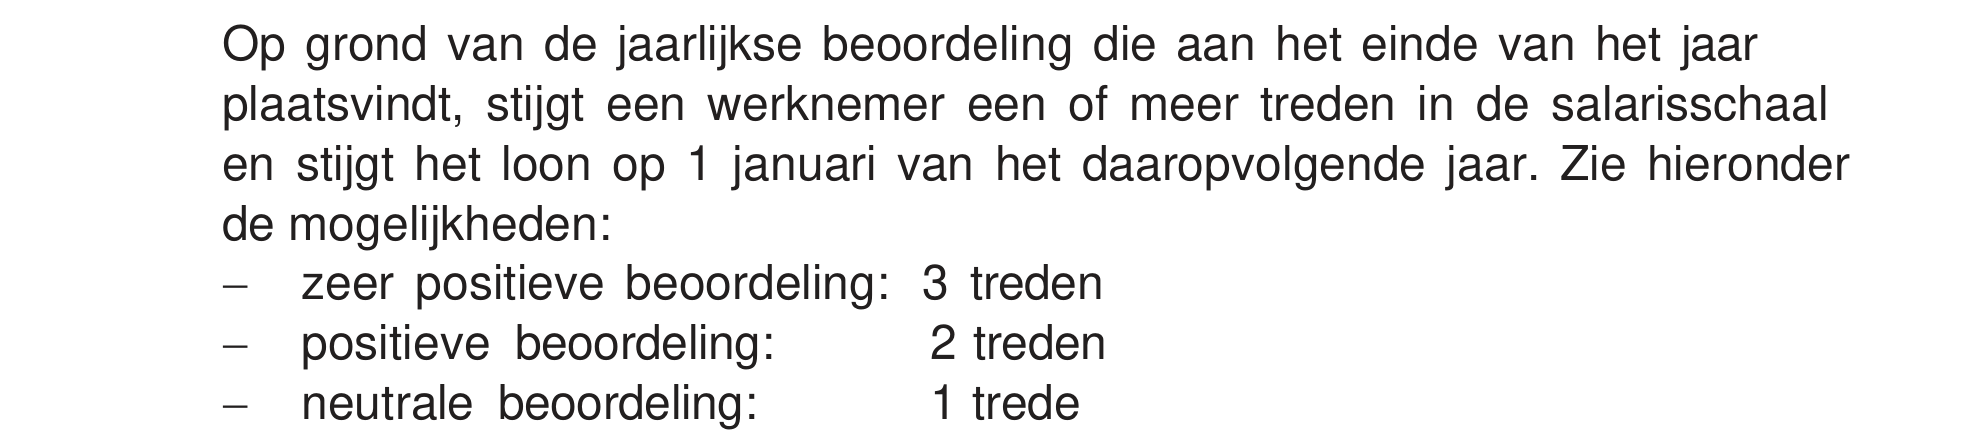 Op grond van de jaarlijkse beoordeling die aan het einde van het jaar
plaatsvindt, stijgt een werknemer een of meer treden in de salarisschaal
en stijgt het loon op 1 januari van het daaropvolgende jaar. Zie hieronder
de mogelijkheden:
– zeer positieve beoordeling: 3 treden
– positieve beoordeling: 2 treden
– neutrale beoordeling: 1 trede